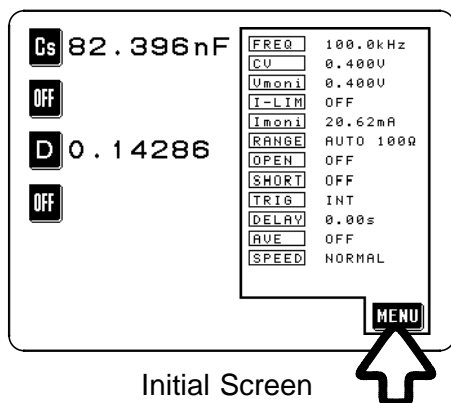 Cs 82.396nF
OFF
D 0.14286
OFF
FREQ 100.0kHz
CV 0.400V
Vmoni 0.400V
I-LIM OFF
Imoni 20.62mA
RANGE AUTO 100Ω
OPEN OFF
SHORT OFF
TRIG INT
DELAY 0.00s
AVE OFF
SPEED NORMAL
MENU
Initial Screen